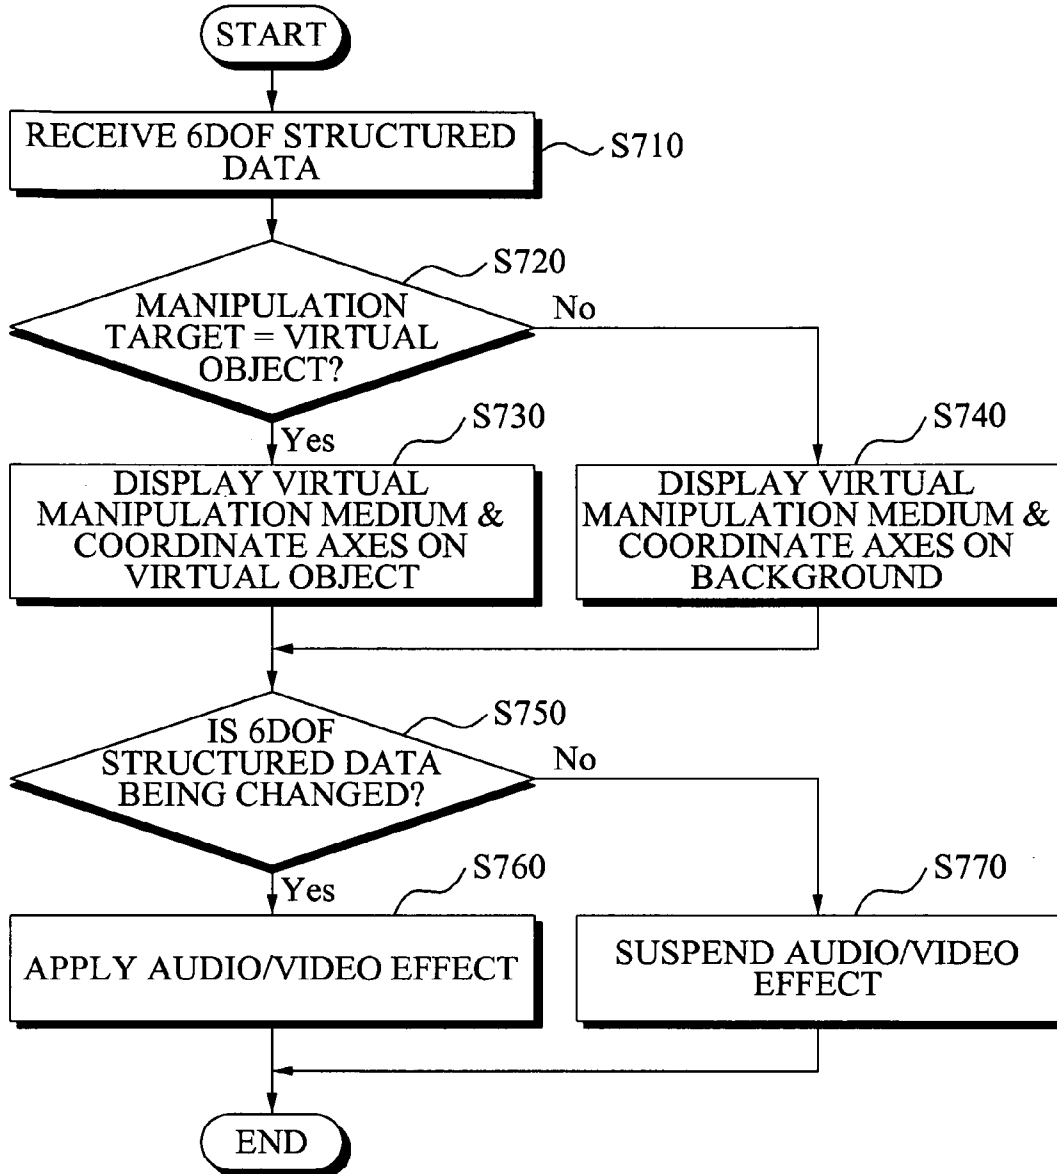 START
RECEIVE 6DOF STRUCTURED
DATA
S710
S720
MANIPULATION
TARGET = VIRTUAL
OBJECT?
No
Yes
S730
DISPLAY VIRTUAL
MANIPULATION MEDIUM &
COORDINATE AXES ON
VIRTUAL OBJECT
S740
DISPLAY VIRTUAL
MANIPULATION MEDIUM &
COORDINATE AXES ON
BACKGROUND
S750
IS 6DOF
STRUCTURED DATA
BEING CHANGED?
No
Yes
S760
APPLY AUDIO/VIDEO EFFECT
S770
SUSPEND AUDIO/VIDEO
EFFECT
END